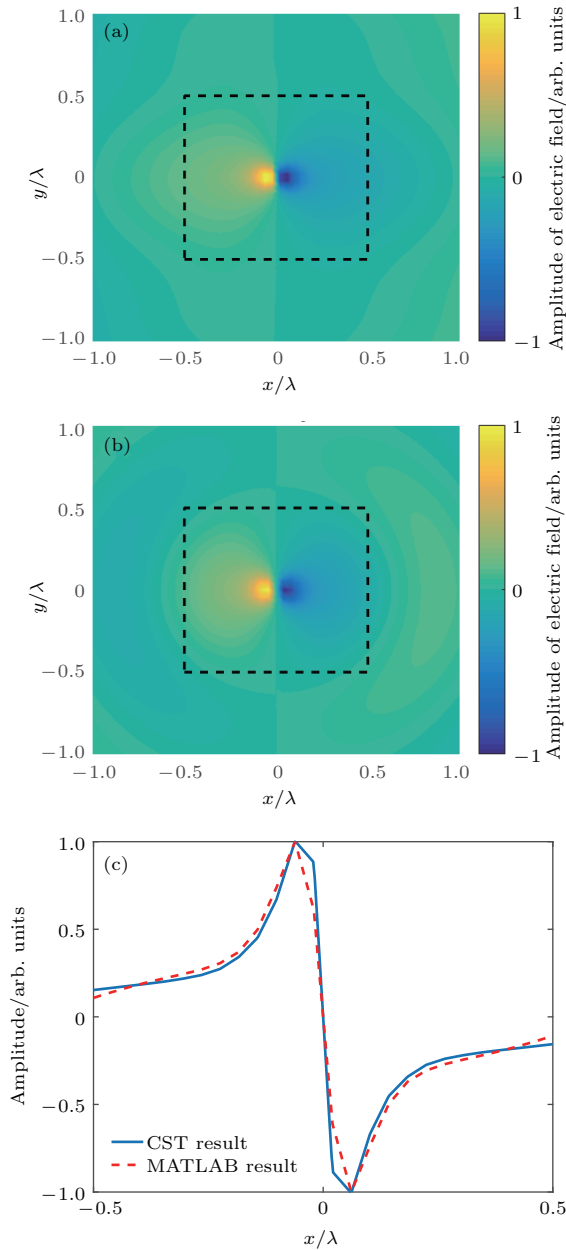 (a)
1.0
0.5
0
−0.5
−1.0
y/λ
−1.0 −0.5 0 0.5 1.0
x/λ
1
0
−1
Amplitude of electric field/arb. units
(b)
1.0
0.5
0
−0.5
−1.0
y/λ
−1.0 −0.5 0 0.5 1.0
x/λ
1
0
−1
Amplitude of electric field/arb. units
(c)
1.0
0.5
0
−0.5
−1.0
Amplitude/arb. units
CST result
MATLAB result
−0.5 0 0.5
x/λ